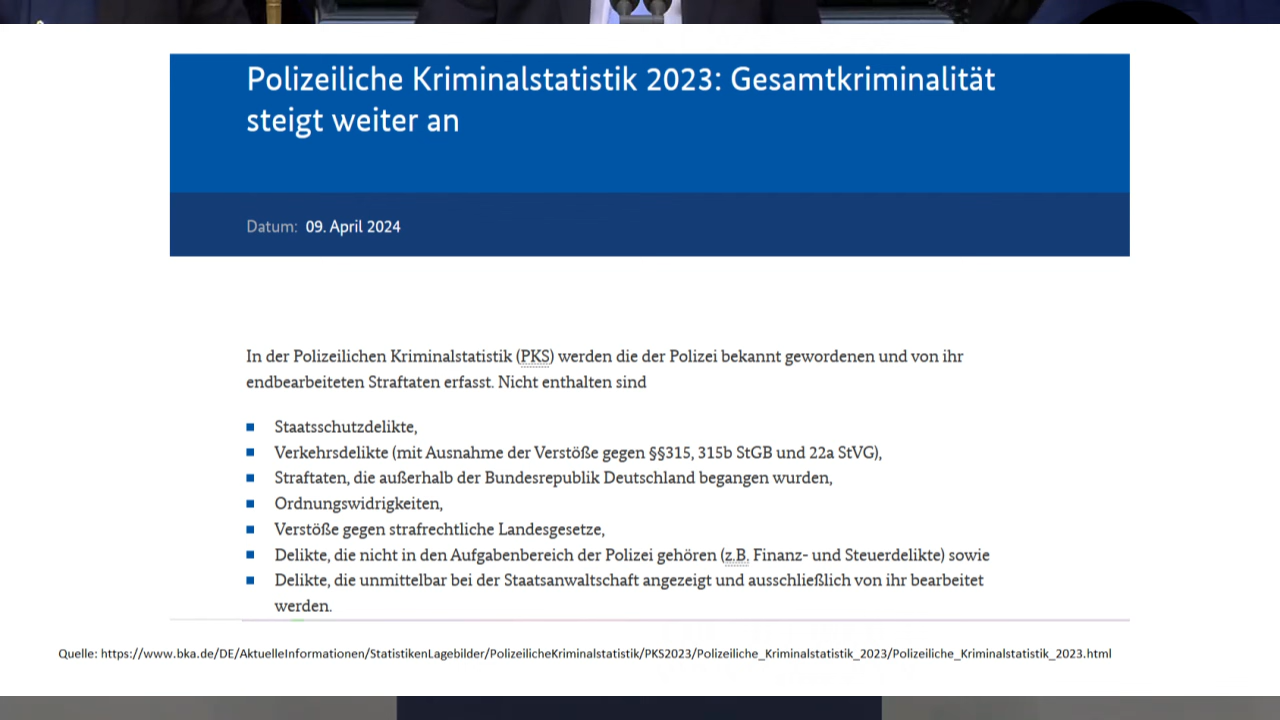 Polizeiliche Kriminalstatistik 2023: Gesamtkriminalität
steigt weiter an
Datum: 09. April 2024
In der Polizeilichen Kriminalstatistik (PKS) werden die der Polizei bekannt gewordenen und von ihr
endbearbeiteten Straftaten erfasst. Nicht enthalten sind
Staatsschutzdelikte,
Verkehrsdelikte (mit Ausnahme der Verstöße gegen §§315, 315b StGB und 22a StVG),
Straftaten, die außerhalb der Bundesrepublik Deutschland begangen wurden,
Ordnungswidrigkeiten,
Verstöße gegen strafrechtliche Landesgesetze,
Delikte, die nicht in den Aufgabenbereich der Polizei gehören (z.B. Finanz- und Steuerdelikte) sowie
Delikte, die unmittelbar bei der Staatsanwaltschaft angezeigt und ausschließlich von ihr bearbeitet
werden.
Quelle: https://www.bka.de/DE/AktuelleInformationen/StatistikenLagebilder/PolizeilicheKriminalstatistik/PKS2023/Polizeiliche_Kriminalstatistik_2023/Polizeiliche_Kriminalstatistik_2023.html